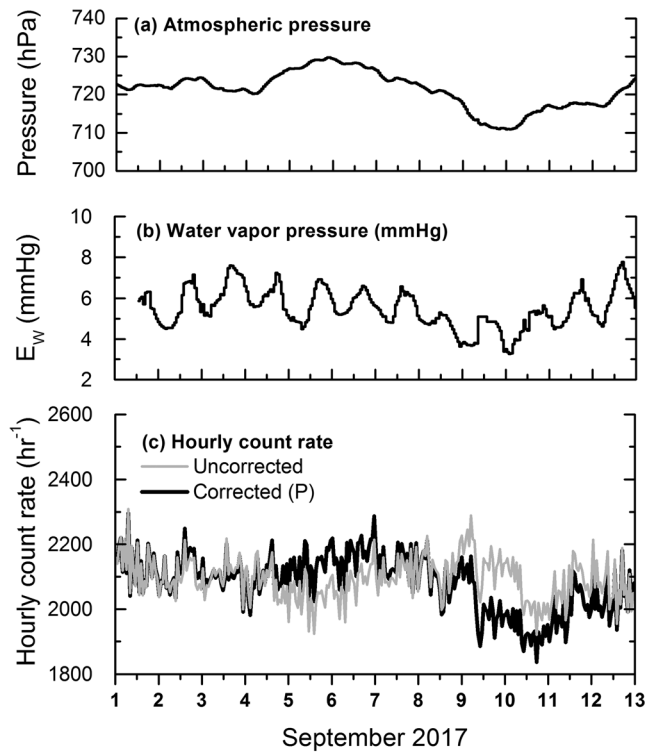 (a) Atmospheric pressure
Pressure (hPa)
730
720
710
700
(b) Water vapor pressure (mmHg)
E_W (mmHg)
10
8
6
4
2
(c) Hourly count rate
Uncorrected
Corrected (P)
Hourly count rate (hr⁻¹)
2600
2400
2200
2000
1800
1 2 3 4 5 6 7 8 9 10 11 12 13
September 2017